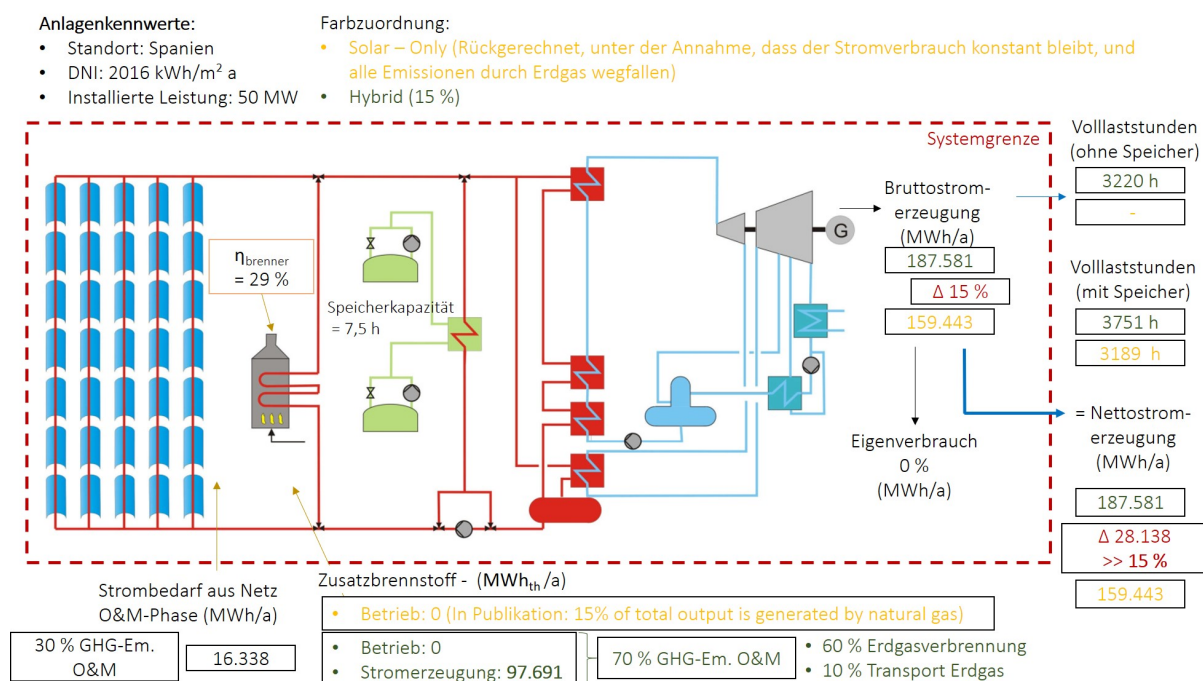 Anlagenkennwerte:
• Standort: Spanien
• DNI: 2016 kWh/m² a
• Installierte Leistung: 50 MW
Farbzuordnung:
• Solar – Only (Rückgerechnet, unter der Annahme, dass der Stromverbrauch konstant bleibt, und
alle Emissionen durch Erdgas wegfallen)
• Hybrid (15 %)
Systemgrenze
η_brenner
= 29 %
Speicherkapazität
= 7,5 h
G
Bruttostrom-
erzeugung
(MWh/a)
187.581
Δ 15 %
159.443
Eigenverbrauch
0 %
(MWh/a)
Volllaststunden
(ohne Speicher)
3220 h
-
Volllaststunden
(mit Speicher)
3751 h
3189 h
= Nettostrom-
erzeugung
(MWh/a)
187.581
Δ 28.138
>> 15 %
159.443
Strombedarf aus Netz
O&M-Phase (MWh/a)
30 % GHG-Em.
O&M
16.338
Zusatzbrennstoff - (MWh_th /a)
• Betrieb: 0 (In Publikation: 15% of total output is generated by natural gas)
• Betrieb: 0
• Stromerzeugung: 97.691
70 % GHG-Em. O&M
• 60 % Erdgasverbrennung
• 10 % Transport Erdgas